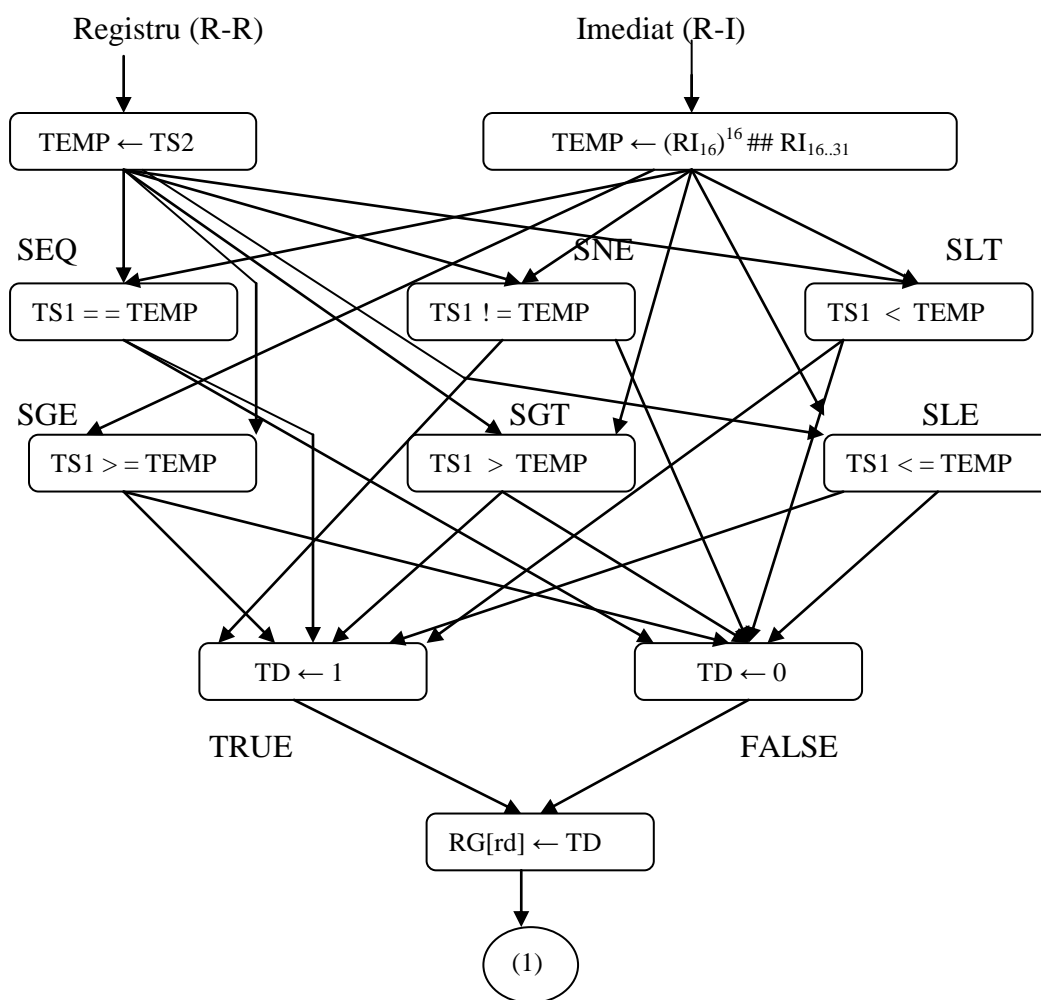 Registru (R-R)
Imediat (R-I)
TEMP ← TS2
TEMP ← (RI₁₆)¹⁶ ## RI₁₆..₃₁
SEQ
SNE
SLT
TS1 = = TEMP
TS1 ! = TEMP
TS1 < TEMP
SGE
SGT
SLE
TS1 > = TEMP
TS1 > TEMP
TS1 < = TEMP
TD ← 1
TD ← 0
TRUE
FALSE
RG[rd] ← TD
(1)